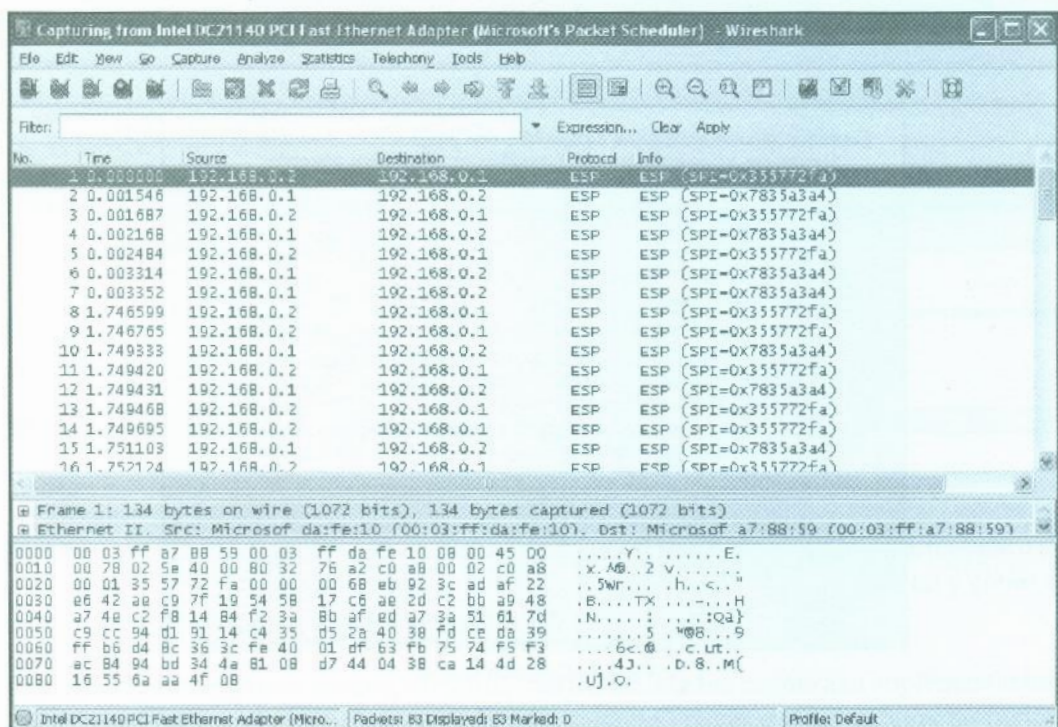 Capturing from Intel DC21140 PCI Fast Ethernet Adapter (Microsoft's Packet Scheduler) - Wireshark
File Edit View Go Capture Analyze Statistics Telephony Tools Help
Filter: Expression... Clear Apply
No. Time Source Destination Protocol Info
1 0.000000 192.168.0.2 192.168.0.1 ESP ESP (SPI=0x355772fa)
2 0.001546 192.168.0.1 192.168.0.2 ESP ESP (SPI=0x7835a3a4)
3 0.001687 192.168.0.2 192.168.0.1 ESP ESP (SPI=0x355772fa)
4 0.002168 192.168.0.1 192.168.0.2 ESP ESP (SPI=0x7835a3a4)
5 0.002484 192.168.0.2 192.168.0.1 ESP ESP (SPI=0x355772fa)
6 0.003314 192.168.0.1 192.168.0.2 ESP ESP (SPI=0x7835a3a4)
7 0.003352 192.168.0.1 192.168.0.2 ESP ESP (SPI=0x7835a3a4)
8 1.746599 192.168.0.2 192.168.0.1 ESP ESP (SPI=0x355772fa)
9 1.746765 192.168.0.2 192.168.0.1 ESP ESP (SPI=0x355772fa)
10 1.749333 192.168.0.1 192.168.0.2 ESP ESP (SPI=0x7835a3a4)
11 1.749420 192.168.0.2 192.168.0.1 ESP ESP (SPI=0x355772fa)
12 1.749431 192.168.0.1 192.168.0.2 ESP ESP (SPI=0x7835a3a4)
13 1.749468 192.168.0.2 192.168.0.1 ESP ESP (SPI=0x355772fa)
14 1.749695 192.168.0.2 192.168.0.1 ESP ESP (SPI=0x355772fa)
15 1.751103 192.168.0.1 192.168.0.2 ESP ESP (SPI=0x7835a3a4)
16 1.752124 192.168.0.2 192.168.0.1 ESP ESP (SPI=0x355772fa)
Frame 1: 134 bytes on wire (1072 bits), 134 bytes captured (1072 bits)
Ethernet II, Src: Microsof_da:fe:10 (00:03:ff:da:fe:10), Dst: Microsof_a7:88:59 (00:03:ff:a7:88:59)
0000 00 03 ff a7 88 59 00 03 ff da fe 10 08 00 45 00 .....Y.. ......E.
0010 00 78 02 5e 40 00 80 32 76 a2 c0 a8 00 02 c0 a8 .x.^@..2 v.......
0020 00 01 35 57 72 fa 00 00 00 68 eb 92 3c ad af 22 ..5Wr... .h..<.."
0030 e6 42 ae c9 7f 19 54 58 17 c6 ae 2d c2 bb a9 48 .B....TX ...-...H
0040 a7 4e c2 f8 14 84 f2 3a 8b af ed a7 3a 51 61 7d .N.....: ....:Qa}
0050 c9 cc 94 d1 91 14 c4 35 d5 2a 40 38 fd ce da 39 .......5 .*@8...9
0060 ff b6 d4 8c 36 3c fe 40 01 df 63 fb 75 74 f5 f3 ....6<.@ ..c.ut..
0070 ac 84 94 bd 34 4a 81 08 d7 44 04 38 ca 14 4d 28 ....4J.. .D.8..M(
0080 16 55 6a aa 4f 08 .Uj.O.
Intel DC21140 PCI Fast Ethernet Adapter (Micro... Packets: 83 Displayed: 83 Marked: 0 Profile: Default